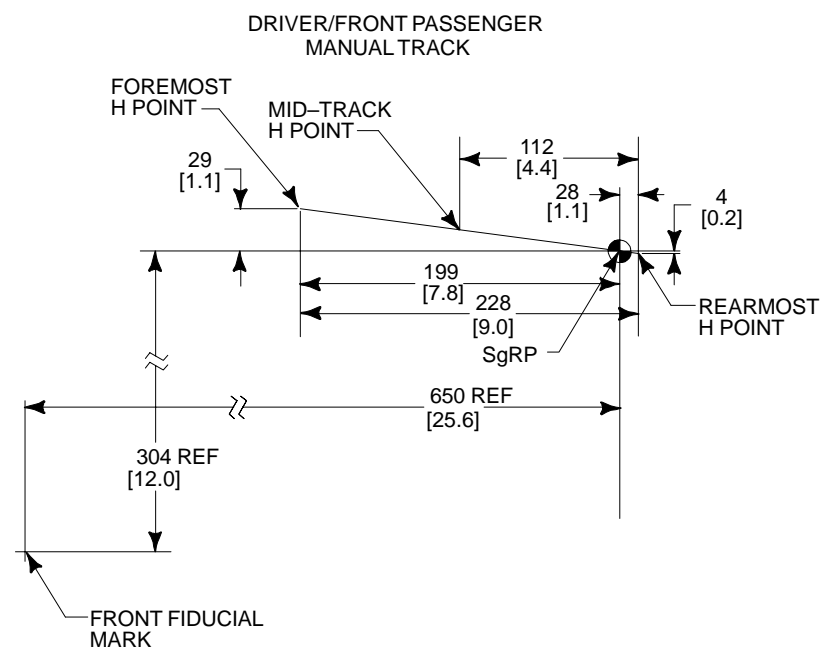 DRIVER/FRONT PASSENGER
MANUAL TRACK
FOREMOST
H POINT
MID–TRACK
H POINT
112
[4.4]
29
[1.1]
28
[1.1]
4
[0.2]
199
[7.8]
228
[9.0]
REARMOST
H POINT
SgRP
650 REF
[25.6]
304 REF
[12.0]
FRONT FIDUCIAL
MARK